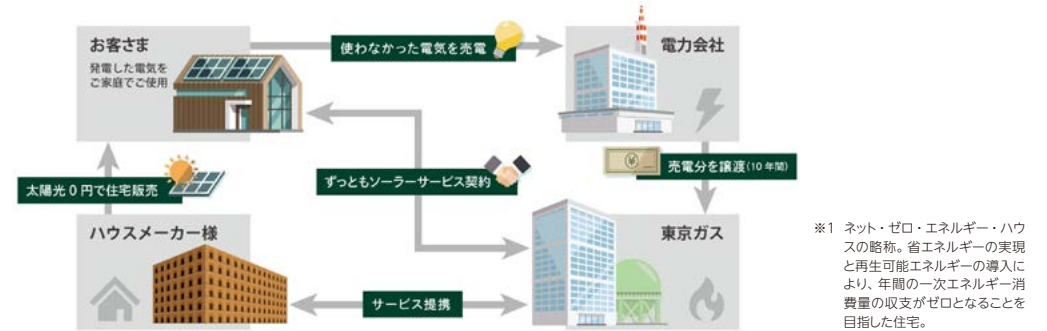 お客さま
発電した電気を
ご家庭でご使用
使わなかった電気を売電
電力会社
売電分を譲渡(10年間)
太陽光0円で住宅販売
ずっともソーラーサービス契約
ハウスメーカー様
東京ガス
サービス提携
※1 ネット・ゼロ・エネルギー・ハウ
スの略称。省エネルギーの実現
と再生可能エネルギーの導入に
より、年間の一次エネルギー消
費量の収支がゼロとなることを
目指した住宅。